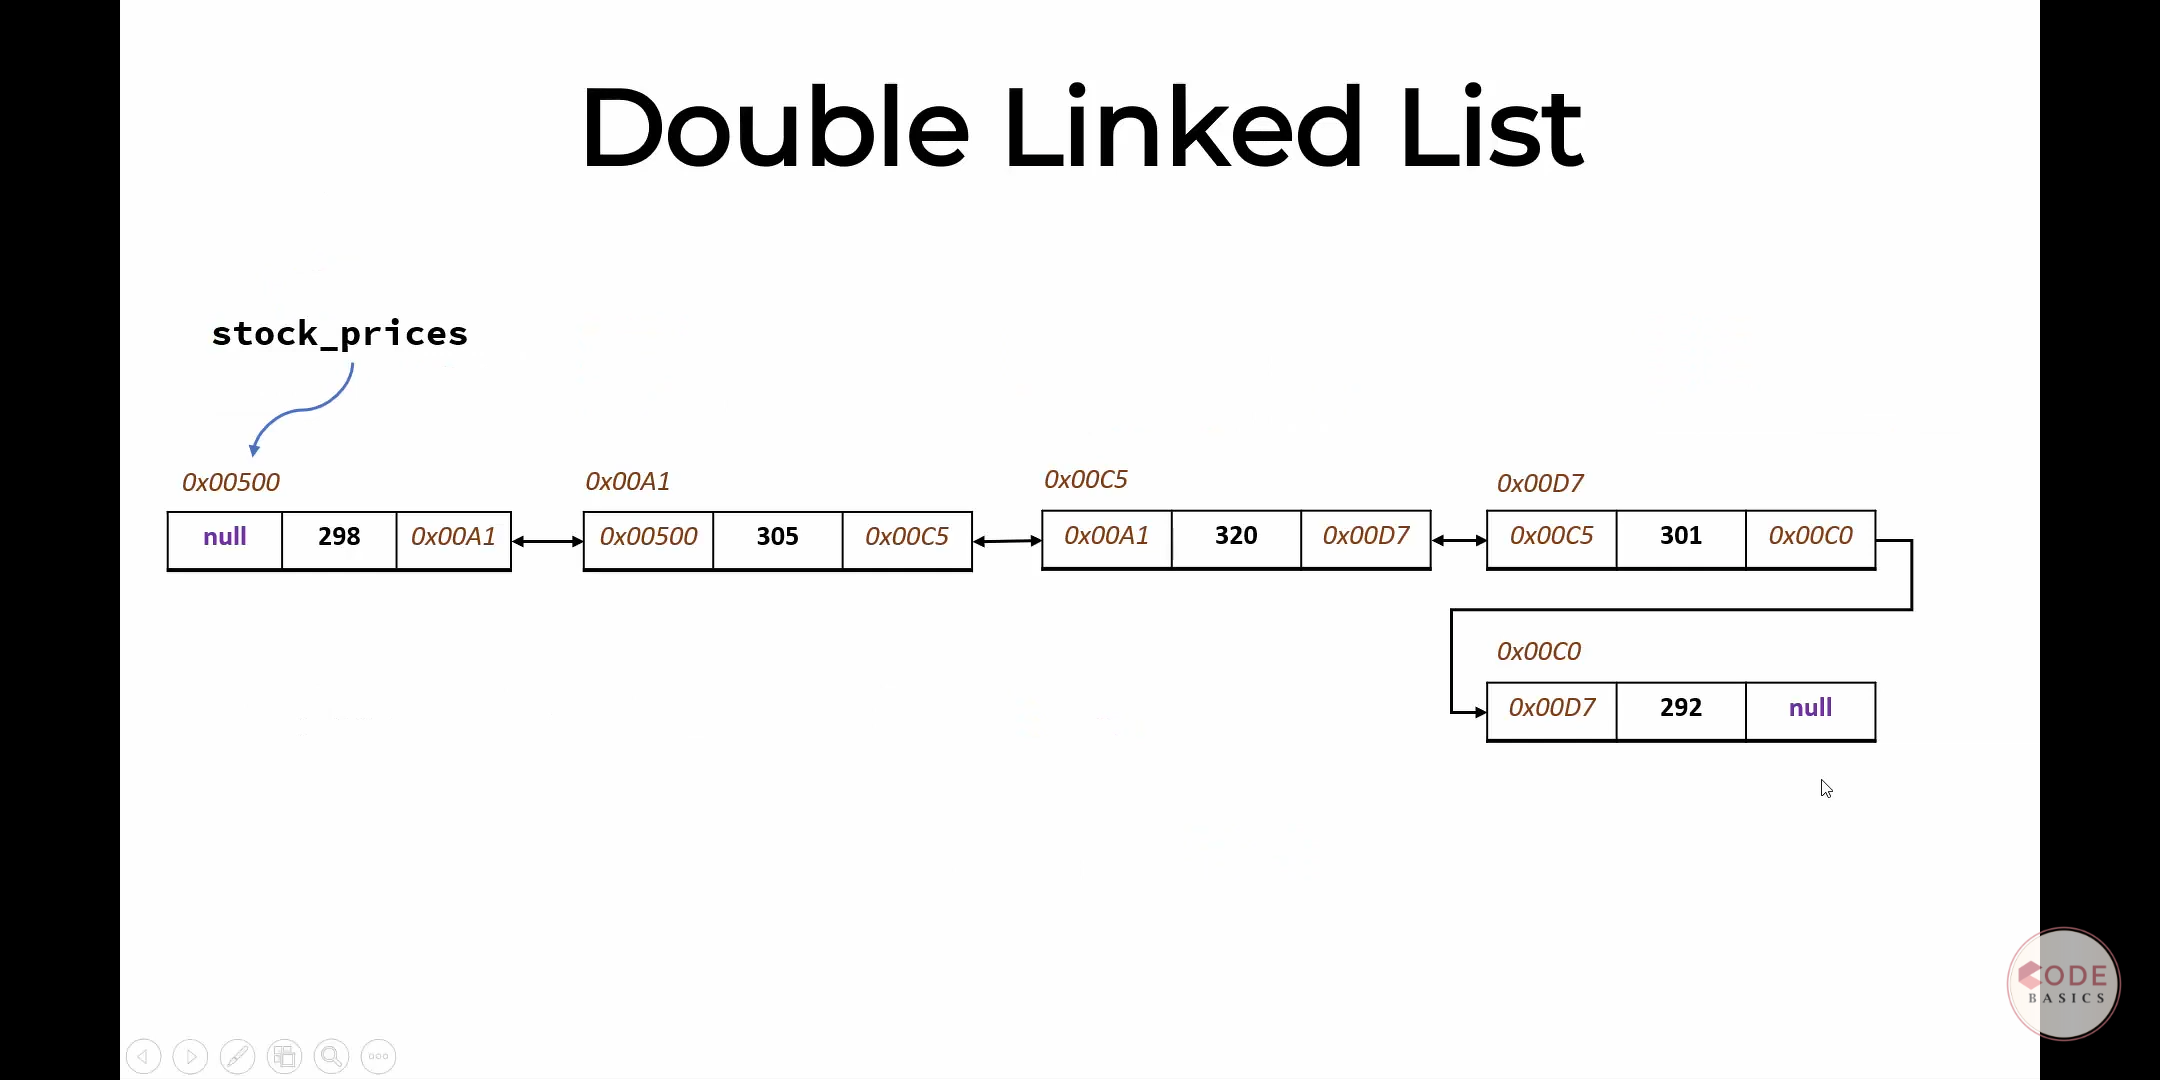 Double Linked List
stock_prices
0x00500
0x00A1
0x00C5
0x00D7
null 298 0x00A1
0x00500 305 0x00C5
0x00A1 320 0x00D7
0x00C5 301 0x00C0
0x00C0
0x00D7 292 null
CODE
BASICS